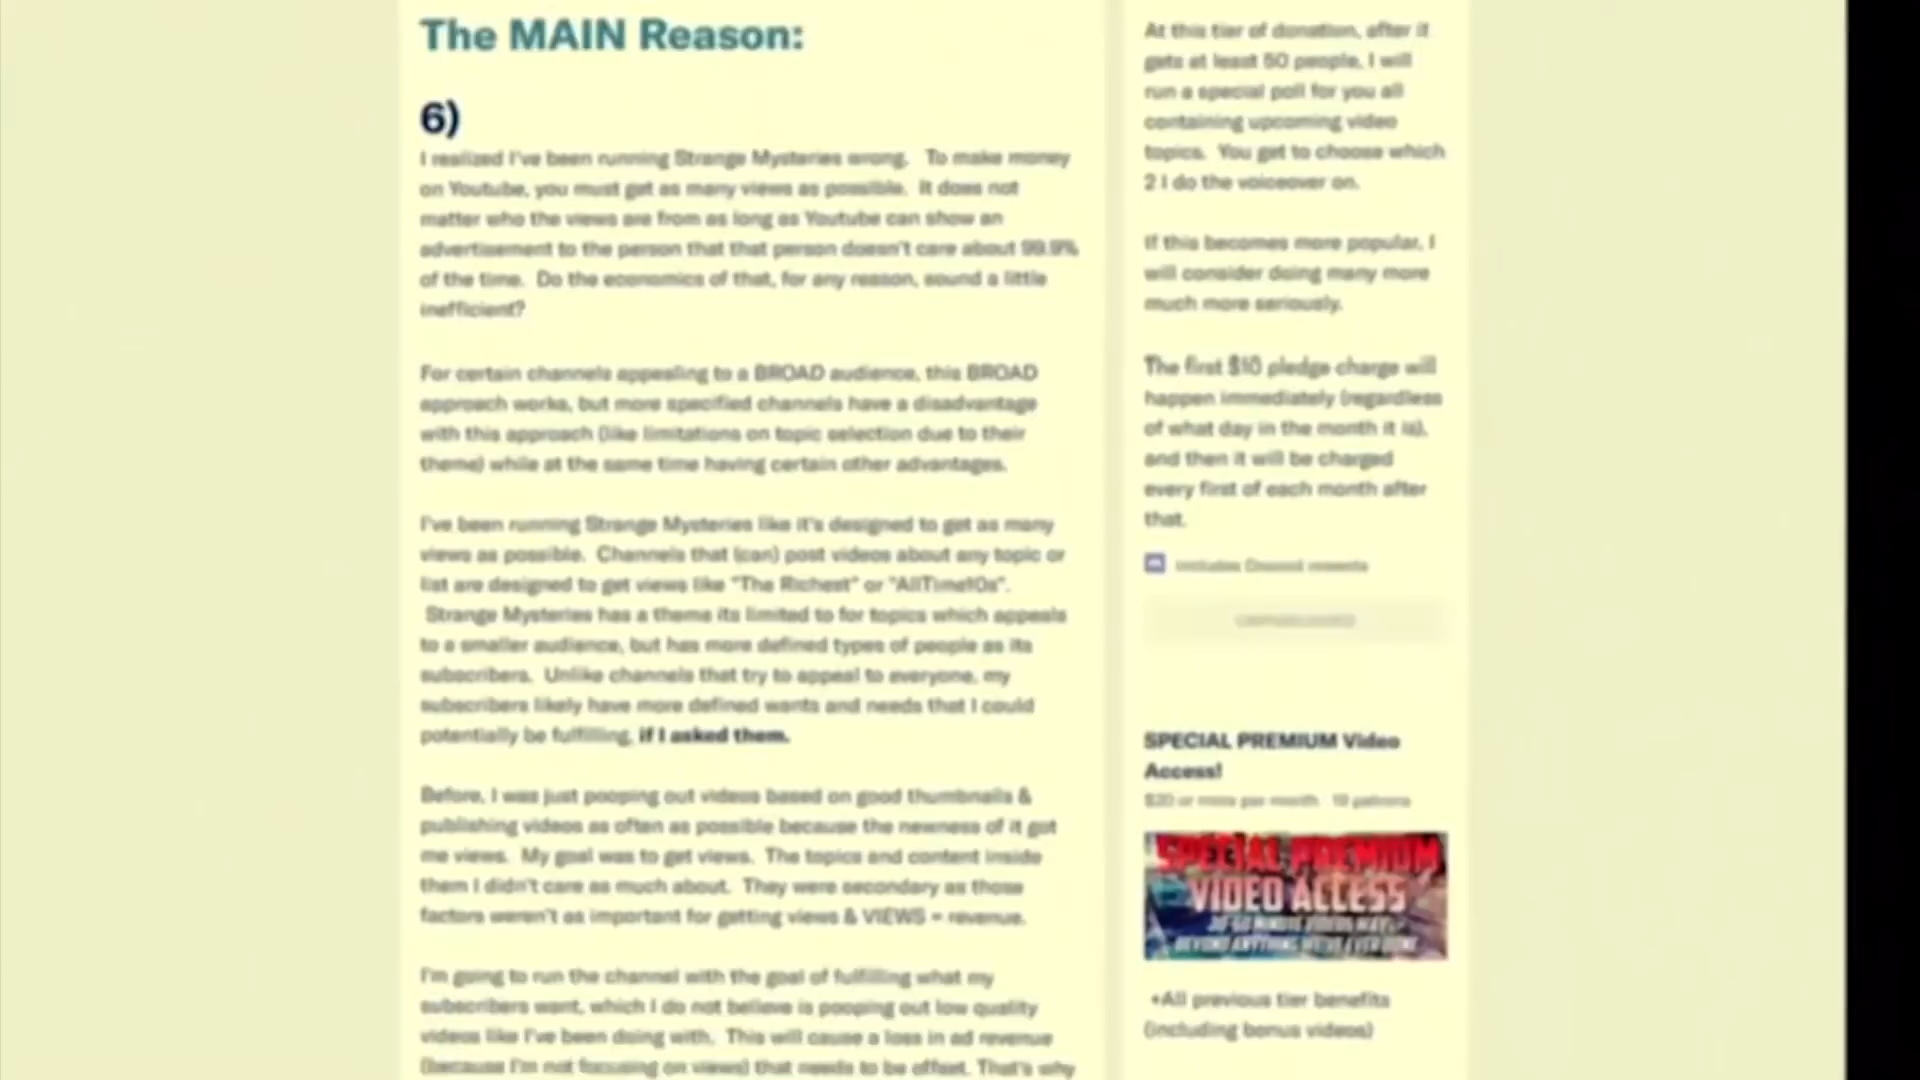 The MAIN Reason:
6)
I realized I've been running Strange Mysteries wrong. To make money
on Youtube, you must get as many views as possible. It does not
matter who the views are from as long as Youtube can show an
advertisement to the person that that person doesn't care about 99.9%
of the time. Do the economics of that, for any reason, sound a little
inefficient?
For certain channels appealing to a BROAD audience, this BROAD
approach works, but more specified channels have a disadvantage
with this approach (like limitations on topic selection due to their
theme) while at the same time having certain other advantages.
I've been running Strange Mysteries like it's designed to get as many
views as possible. Channels that (can) post videos about any topic or
list are designed to get views like "The Richest" or "AllTime10s".
Strange Mysteries has a theme its limited to for topics which appeals
to a smaller audience, but has more defined types of people as its
subscribers. Unlike channels that try to appeal to everyone, my
subscribers likely have more defined wants and needs that I could
potentially be fulfilling, if I asked them.
Before, I was just pooping out videos based on good thumbnails &
publishing videos as often as possible because the newness of it got
me views. My goal was to get views. The topics and content inside
them I didn't care as much about. They were secondary as those
factors weren't as important for getting views & VIEWS = revenue.
I'm going to run the channel with the goal of fulfilling what my
subscribers want, which I do not believe is pooping out low quality
videos like I've been doing with. This will cause a loss in ad revenue
(because I'm not focusing on views) that needs to be offset. That's why
At this tier of donation, after it
gets at least 50 people, I will
run a special poll for you all
containing upcoming video
topics. You get to choose which
2 I do the voiceover on.
If this becomes more popular, I
will consider doing many more
much more seriously.
The first $10 pledge charge will
happen immediately (regardless
of what day in the month it is),
and then it will be charged
every first of each month after
that.
Includes Discord rewards
SPECIAL PREMIUM Video
Access!
$20 or more per month 19 patrons
SPECIAL PREMIUM
VIDEO ACCESS
30-60 MINUTE VIDEOS
BEYOND ANYTHING WE'VE EVER DONE
+All previous tier benefits
(including bonus videos)